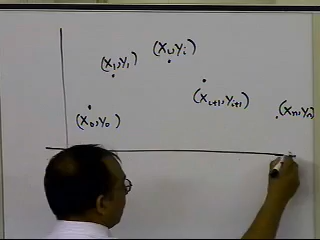 (x₁,y₁)
(xᵢ,yᵢ)
(xᵢ₊₁,yᵢ₊₁)
(xₙ,yₙ)
(x₀,y₀)